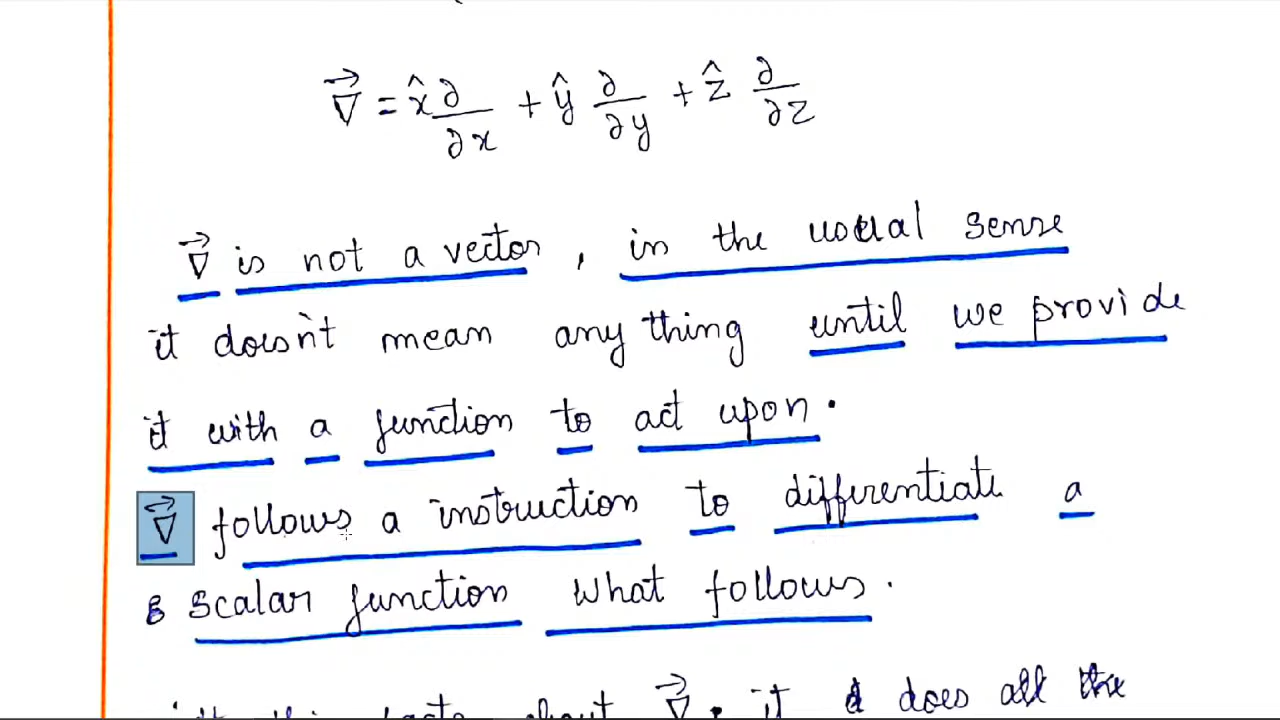 ∇⃗ = x̂ ∂/∂x + ŷ ∂/∂y + ẑ ∂/∂z
∇⃗ is not a vector, in the usual sense
it doesn't mean any thing until we provide
it with a function to act upon.
∇⃗ follows a instruction to differentiate a
scalar function what follows.
about ∇⃗, it does all the